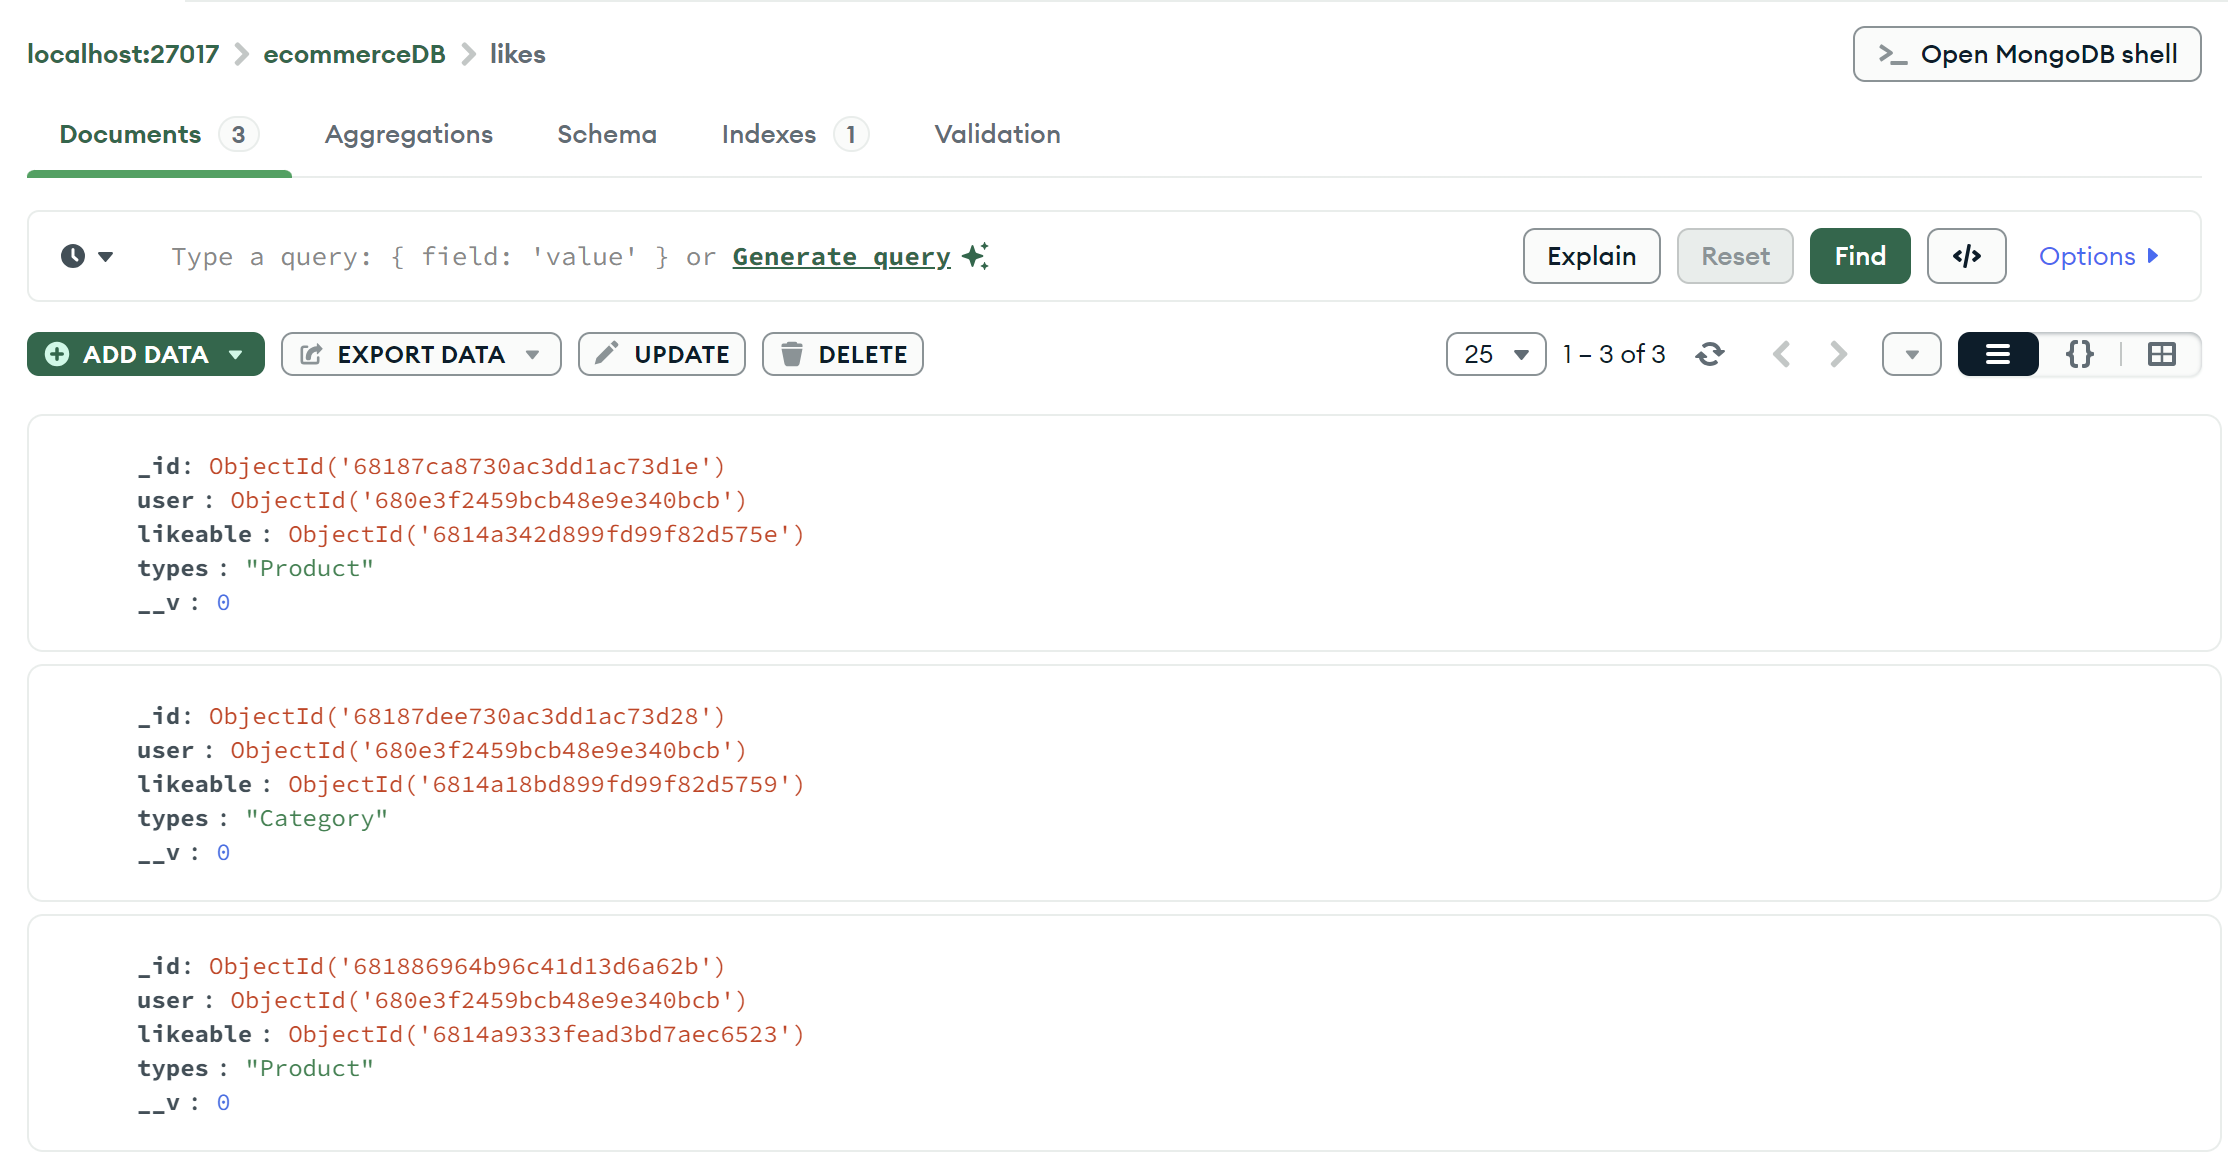 localhost:27017 > ecommerceDB > likes
>_ Open MongoDB shell
Documents 3 Aggregations Schema Indexes 1 Validation
Type a query: { field: 'value' } or Generate query Explain Reset Find </> Options
ADD DATA EXPORT DATA UPDATE DELETE 25 1 – 3 of 3 {}
_id: ObjectId('68187ca8730ac3dd1ac73d1e')
user : ObjectId('680e3f2459bcb48e9e340bcb')
likeable : ObjectId('6814a342d899fd99f82d575e')
types : "Product"
__v : 0
_id: ObjectId('68187dee730ac3dd1ac73d28')
user : ObjectId('680e3f2459bcb48e9e340bcb')
likeable : ObjectId('6814a18bd899fd99f82d5759')
types : "Category"
__v : 0
_id: ObjectId('681886964b96c41d13d6a62b')
user : ObjectId('680e3f2459bcb48e9e340bcb')
likeable : ObjectId('6814a9333fead3bd7aec6523')
types : "Product"
__v : 0